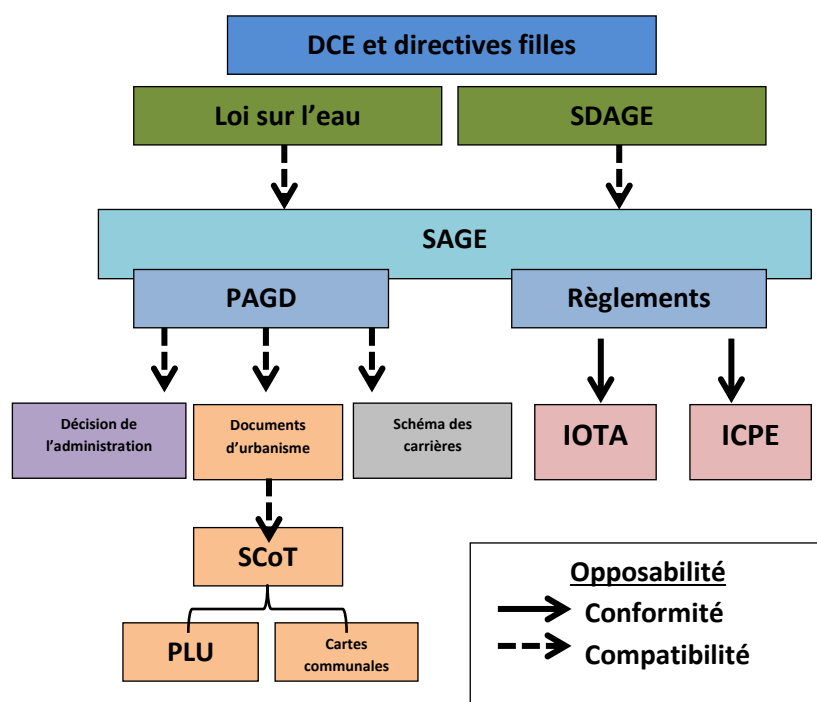 DCE et directives filles
Loi sur l’eau
SDAGE
SAGE
PAGD
Règlements
Décision de
l’administration
Documents
d’urbanisme
Schéma des
carrières
IOTA
ICPE
SCoT
PLU
Cartes
communales
Opposabilité
Conformité
Compatibilité